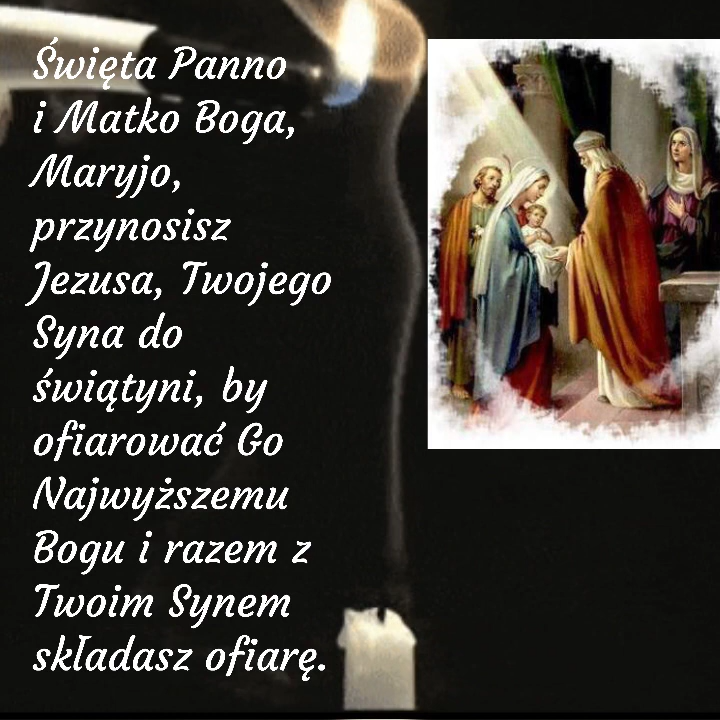 Święta Panno
i Matko Boga,
Maryjo,
przynosisz
Jezusa, Twojego
Syna do
świątyni, by
ofiarować Go
Najwyższemu
Bogu i razem z
Twoim Synem
składasz ofiarę.